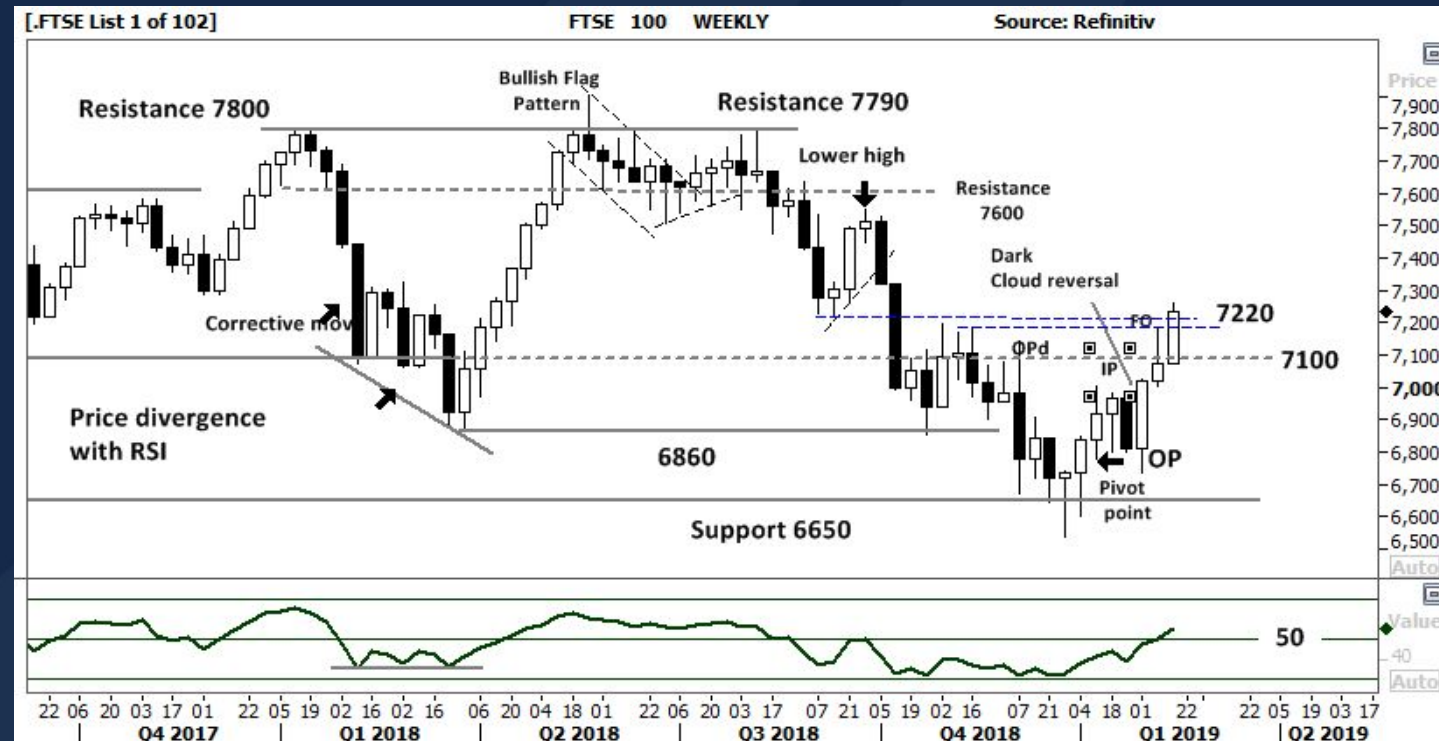 [.FTSE List 1 of 102]
FTSE 100 WEEKLY
Source: Refinitiv
Price
Resistance 7800
Bullish Flag
Pattern
Resistance 7790
Lower high
Resistance
7600
Dark
Cloud reversal
Corrective mov
FO
7220
OPd
IP
7100
Price divergence
with RSI
6860
OP
Pivot
point
Support 6650
7,900
7,800
7,700
7,600
7,500
7,400
7,300
7,200
7,100
7,000
6,900
6,800
6,700
6,600
6,500
Auto
Value
50
40
Auto
22 06 20 03 17 01 22 05 19 02 16 02 16 06 20 04 18 01 22 06 20 03 17 07 21 05 19 02 16 07 21 04 18 01 22 22 05 19 03 17
Q4 2017 Q1 2018 Q2 2018 Q3 2018 Q4 2018 Q1 2019 Q2 2019